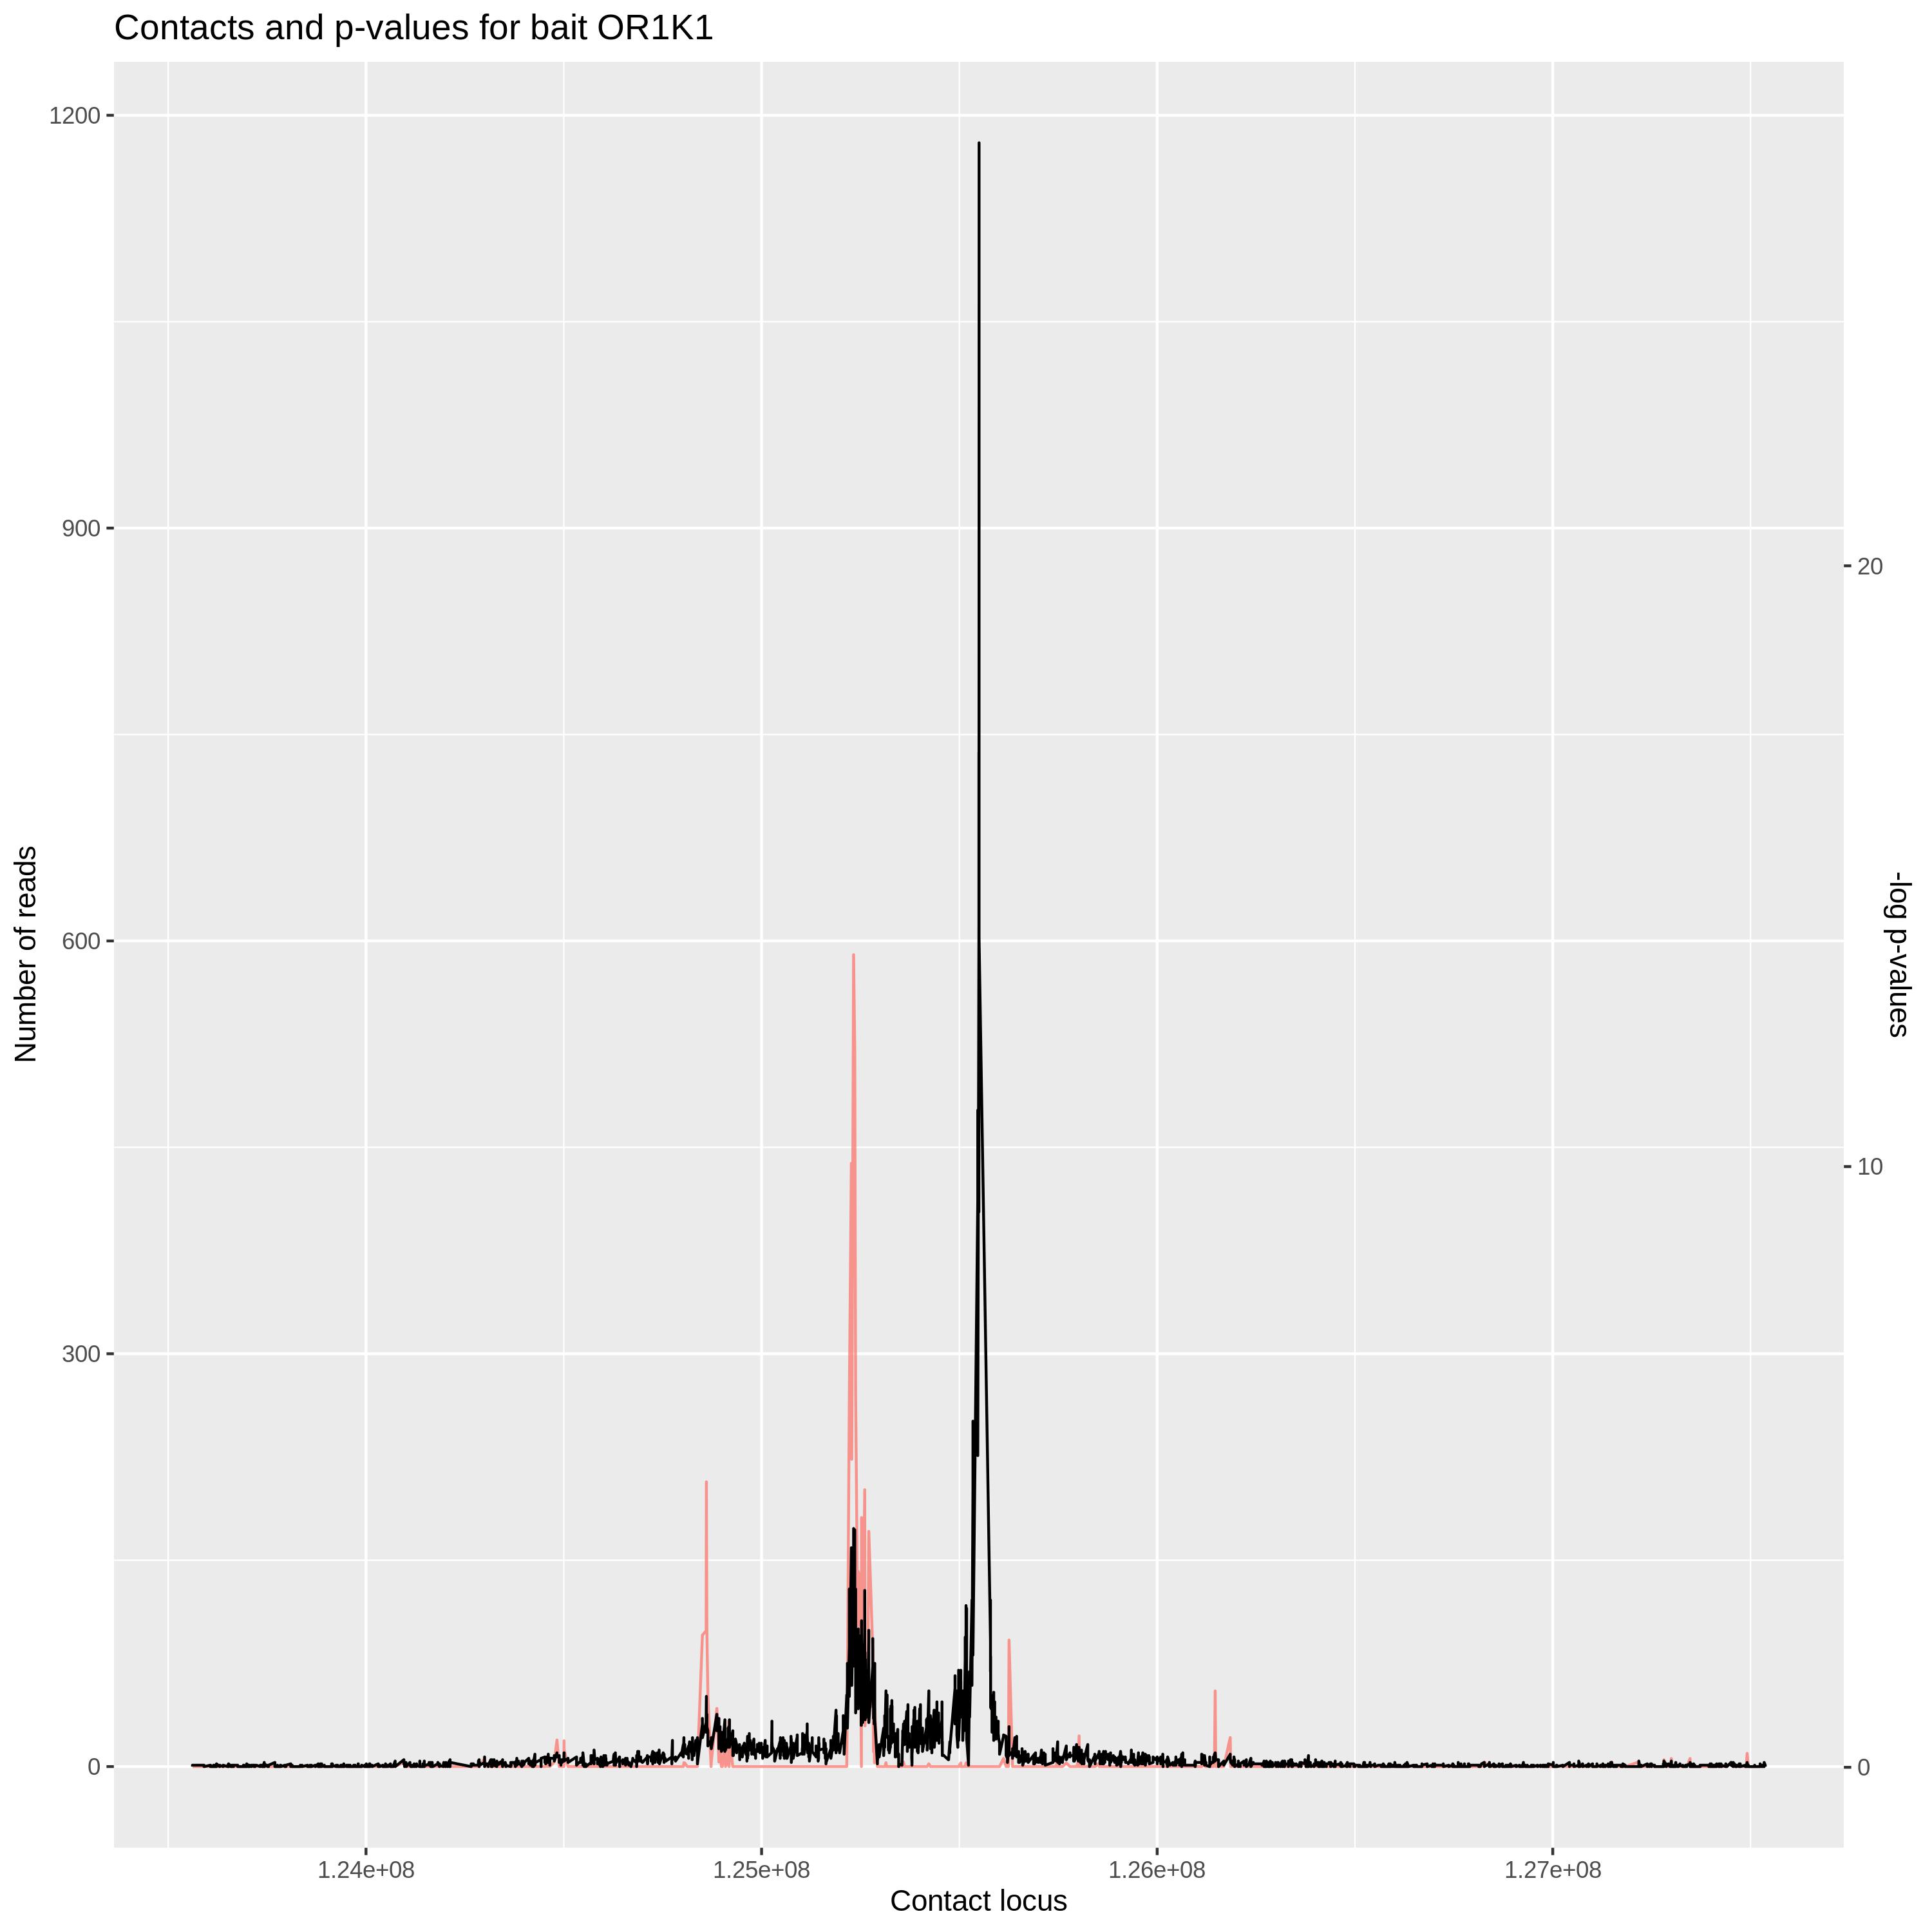 Contacts and p-values for bait OR1K1
1200
900
600
300
0
Number of reads
20
10
0
-log p-values
1.24e+08
1.25e+08
1.26e+08
1.27e+08
Contact locus